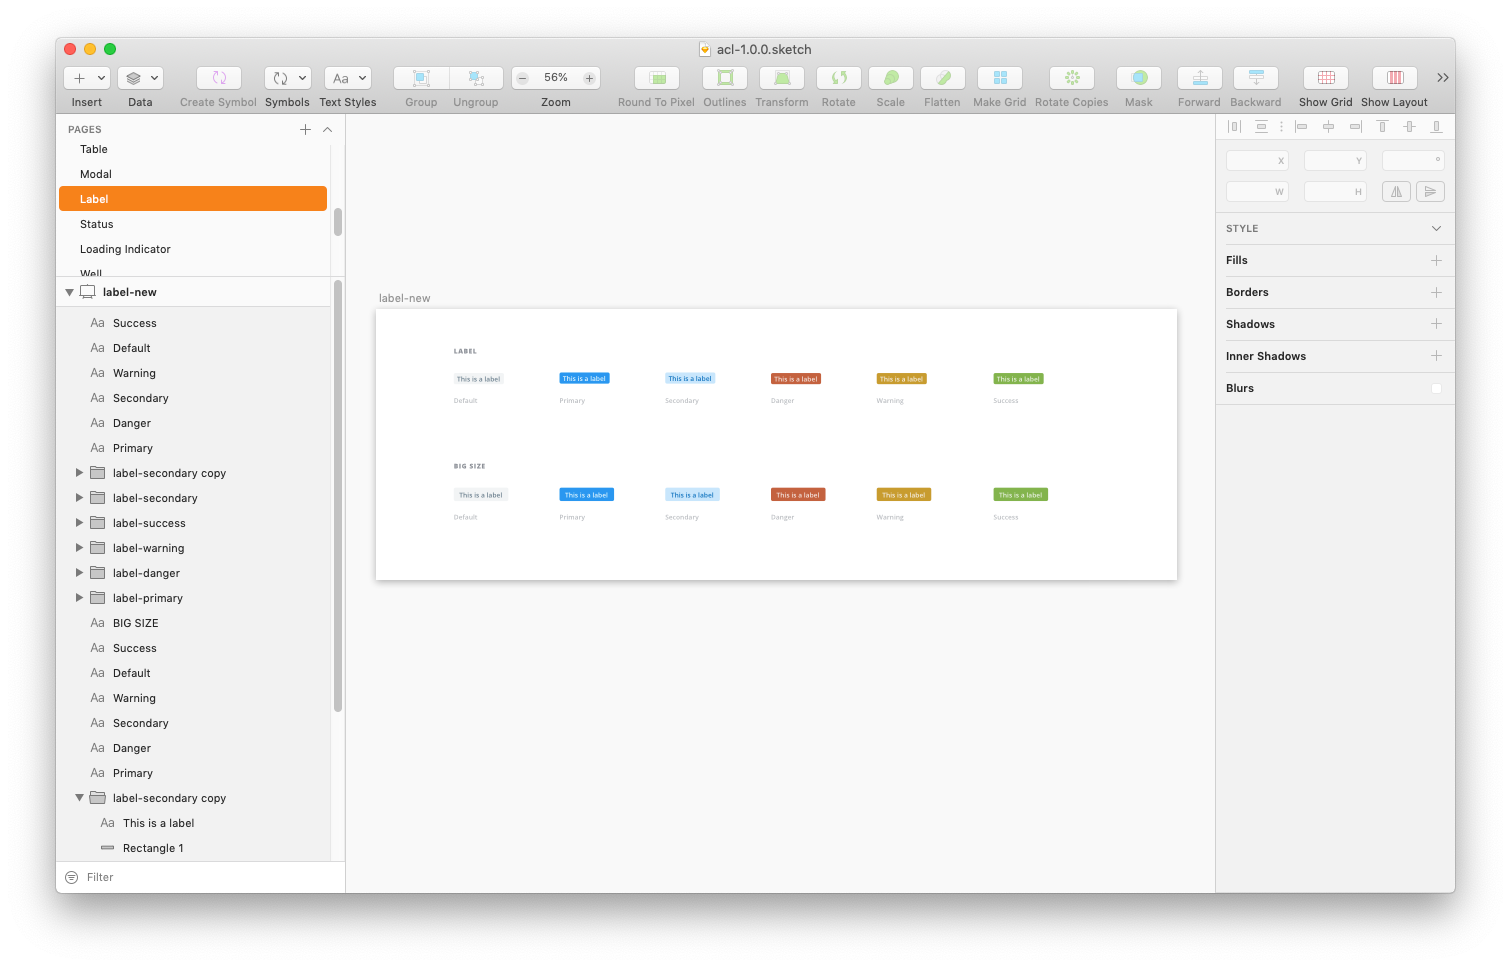 acl-1.0.0.sketch
Insert
Data
Create Symbol
Symbols
Aa
Text Styles
Group
Ungroup
56%
Zoom
Round To Pixel
Outlines
Transform
Rotate
Scale
Flatten
Make Grid
Rotate Copies
Mask
Forward
Backward
Show Grid
Show Layout
PAGES
Table
Modal
Label
Status
Loading Indicator
Well
label-new
Aa Success
Aa Default
Aa Warning
Aa Secondary
Aa Danger
Aa Primary
label-secondary copy
label-secondary
label-success
label-warning
label-danger
label-primary
Aa BIG SIZE
Aa Success
Aa Default
Aa Warning
Aa Secondary
Aa Danger
Aa Primary
label-secondary copy
Aa This is a label
Rectangle 1
Filter
label-new
LABEL
This is a label This is a label This is a label This is a label This is a label This is a label
Default Primary Secondary Danger Warning Success
BIG SIZE
This is a label This is a label This is a label This is a label This is a label This is a label
Default Primary Secondary Danger Warning Success
X Y °
W H
STYLE
Fills
Borders
Shadows
Inner Shadows
Blurs